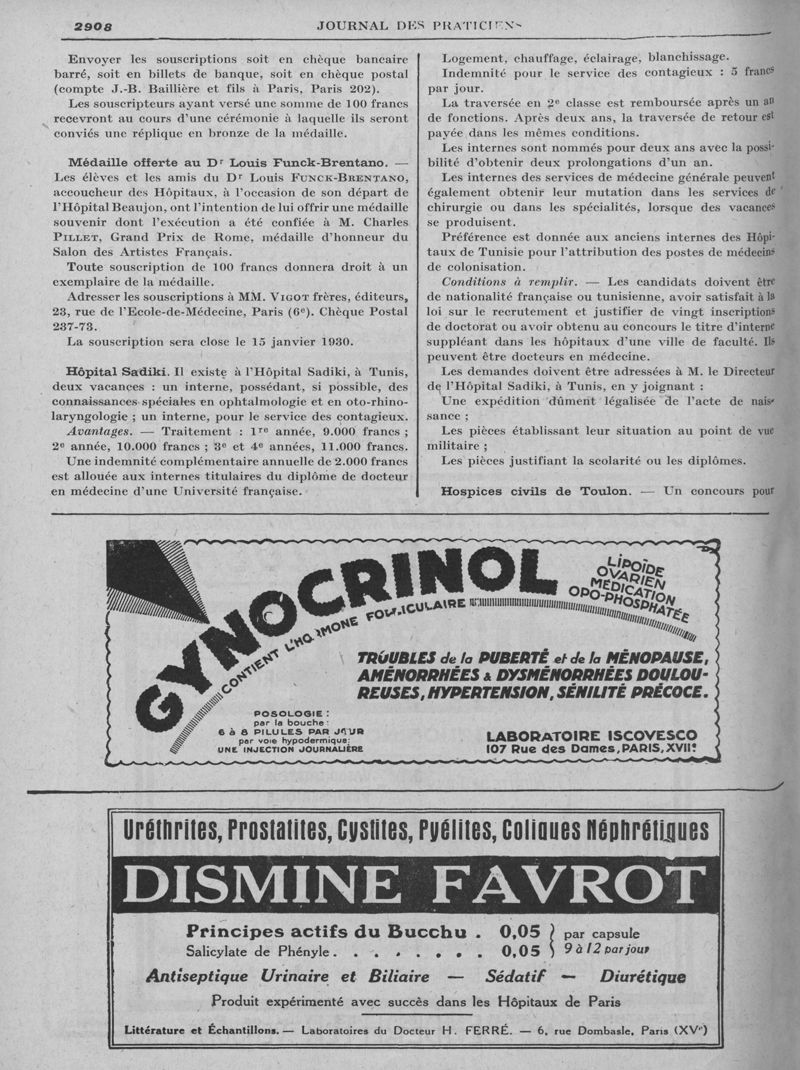 2908
JOURNAL DES PRATICIENS
Envoyer les souscriptions soit en chèque bancaire
barré, soit en billets de banque, soit en chèque postal
(compte J.-B. Baillière et fils à Paris, Paris 202).
Les souscripteurs ayant versé une somme de 100 francs
recevront au cours d'une cérémonie à laquelle ils seront
conviés une réplique en bronze de la médaille.
Médaille offerte au Dr Louis Funck-Brentano. —
Les élèves et les amis du Dr Louis FUNCK-BRENTANO,
accoucheur des Hôpitaux, à l'occasion de son départ de
l'Hôpital Beaujon, ont l'intention de lui offrir une médaille
souvenir dont l'exécution a été confiée à M. Charles
PILLET, Grand Prix de Rome, médaille d'honneur du
Salon des Artistes Français.
Toute souscription de 100 francs donnera droit à un
exemplaire de la médaille.
Adresser les souscriptions à MM. VIGOT frères, éditeurs,
23, rue de l'Ecole-de-Médecine, Paris (6e). Chèque Postal
237-73.
La souscription sera close le 15 janvier 1930.
Hôpital Sadiki. Il existe à l'Hôpital Sadiki, à Tunis,
deux vacances : un interne, possédant, si possible, des
connaissances spéciales en ophtalmologie et en oto-rhino-
laryngologie ; un interne, pour le service des contagieux.
Avantages. — Traitement : 1re année, 9.000 francs ;
2e année, 10.000 francs ; 3e et 4e années, 11.000 francs.
Une indemnité complémentaire annuelle de 2.000 francs
est allouée aux internes titulaires du diplôme de docteur
en médecine d'une Université française.
Logement, chauffage, éclairage, blanchissage.
Indemnité pour le service des contagieux : 5 francs
par jour.
La traversée en 2e classe est remboursée après un an
de fonctions. Après deux ans, la traversée de retour est
payée dans les mêmes conditions.
Les internes sont nommés pour deux ans avec la possi-
bilité d'obtenir deux prolongations d'un an.
Les internes des services de médecine générale peuvent
également obtenir leur mutation dans les services de
chirurgie ou dans les spécialités, lorsque des vacances
se produisent.
Préférence est donnée aux anciens internes des Hôpi-
taux de Tunisie pour l'attribution des postes de médecins
de colonisation.
Conditions à remplir. — Les candidats doivent être
de nationalité française ou tunisienne, avoir satisfait à la
loi sur le recrutement et justifier de vingt inscriptions
de doctorat ou avoir obtenu au concours le titre d'interne
suppléant dans les hôpitaux d'une ville de faculté. Ils
peuvent être docteurs en médecine.
Les demandes doivent être adressées à M. le Directeur
de l'Hôpital Sadiki, à Tunis, en y joignant :
Une expédition dûment légalisée de l'acte de nais-
sance ;
Les pièces établissant leur situation au point de vue
militaire ;
Les pièces justifiant la scolarité ou les diplômes.
Hospices civils de Toulon. — Un concours pour
GYNOCRINOL
LIPOÏDE
OVARIEN
MÉDICATION
OPO-PHOSPHATÉE
CONTIENT L'HORMONE FOLLICULAIRE
TROUBLES de la PUBERTÉ et de la MÉNOPAUSE,
AMÉNORRHÉES & DYSMÉNORRHÉES DOULOU-
REUSES, HYPERTENSION, SÉNILITÉ PRÉCOCE.
POSOLOGIE :
par la bouche :
6 à 8 PILULES PAR JOUR
par voie hypodermique:
UNE INJECTION JOURNALIÈRE
LABORATOIRE ISCOVESCO
107 Rue des Dames, PARIS, XVIIe
Uréthrites, Prostatites, Cystites, Pyélites, Coliques Néphrétiques
DISMINE FAVROT
Principes actifs du Bucchu . 0,05 } par capsule
Salicylate de Phényle . . . . . . . . 0,05 } 9 à 12 par jour
Antiseptique Urinaire et Biliaire — Sédatif — Diurétique
Produit expérimenté avec succès dans les Hôpitaux de Paris
Littérature et Échantillons. — Laboratoires du Docteur H. FERRÉ. — 6, rue Dombasle, Paris (XVe)